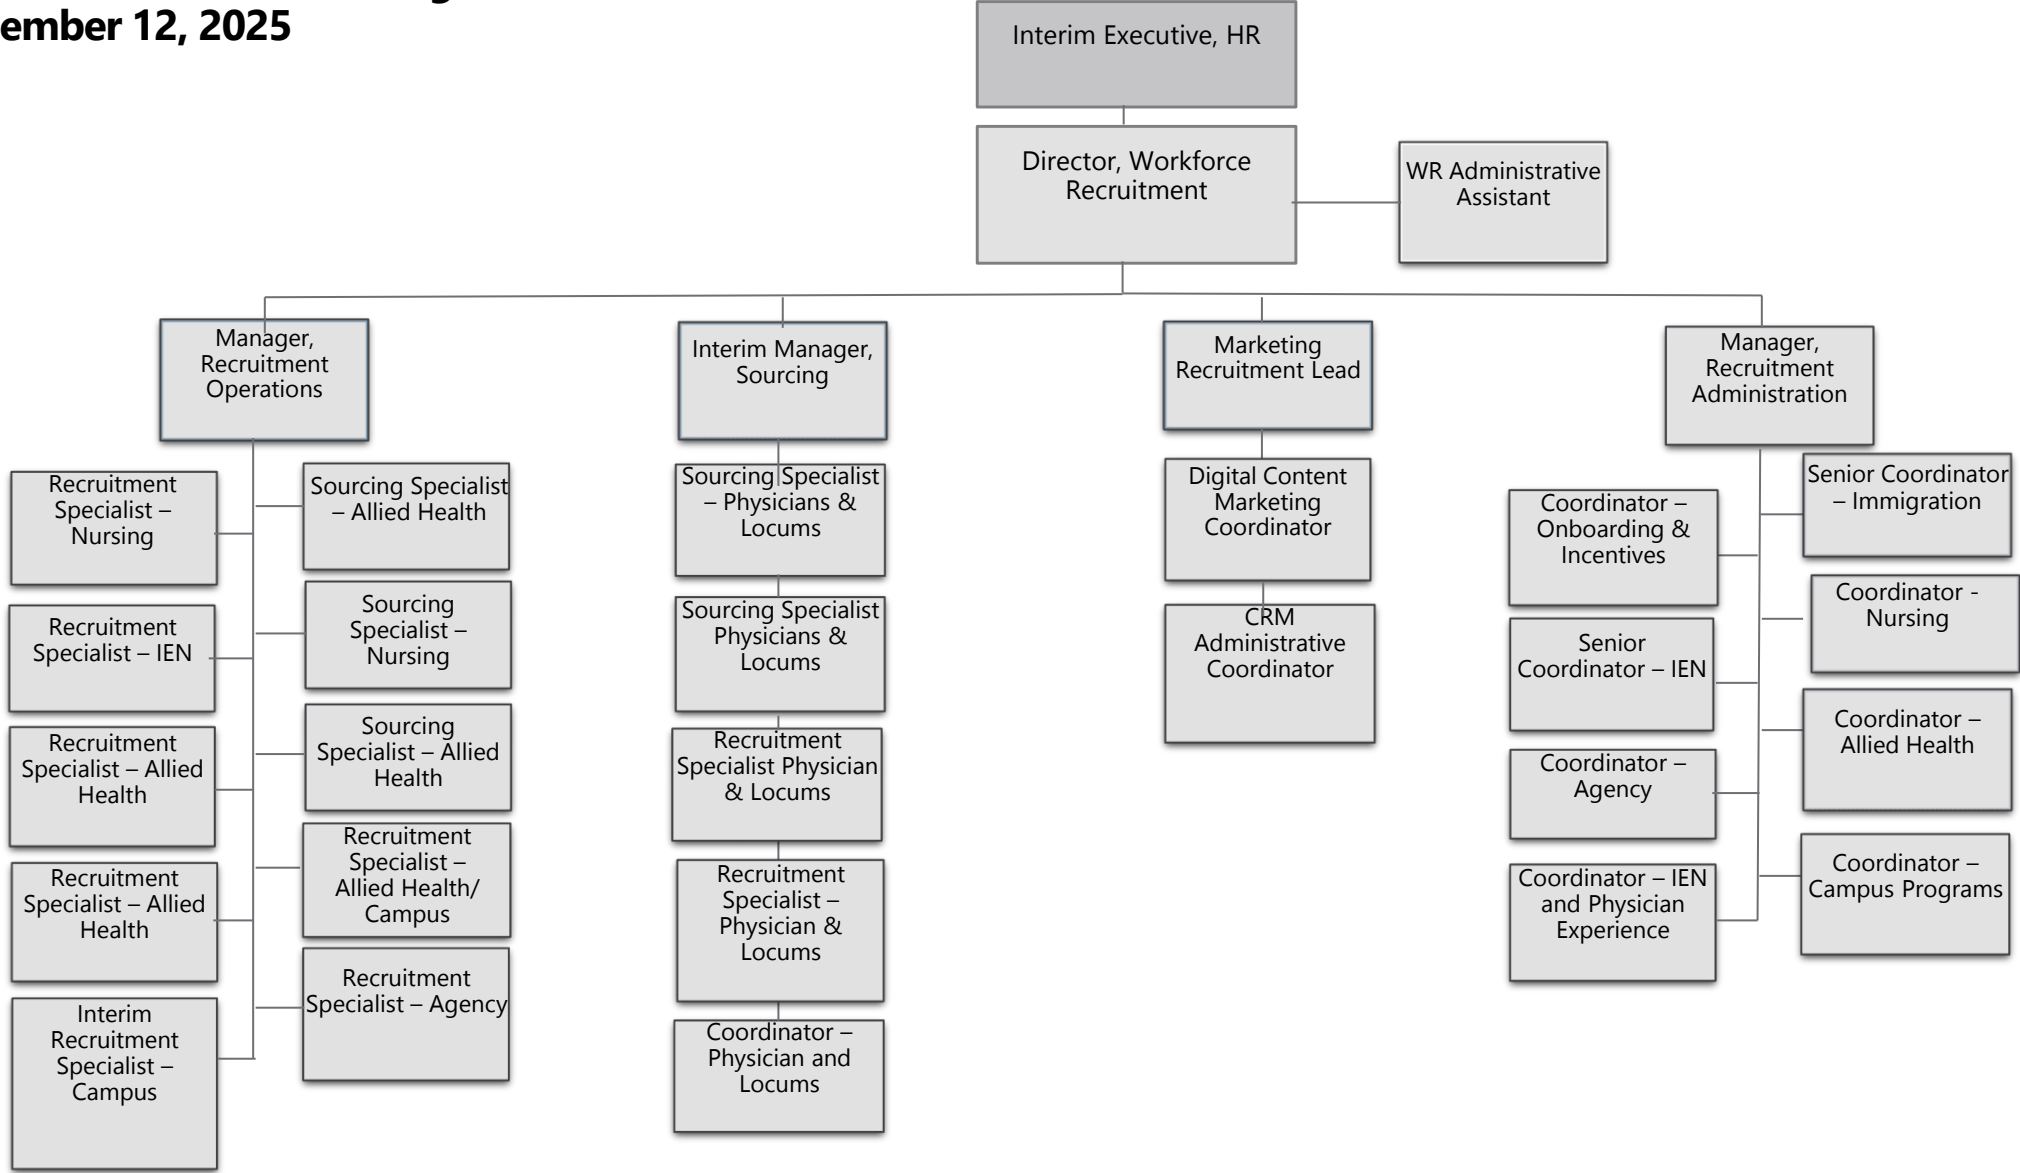 ember 12, 2025
Interim Executive, HR
Director, Workforce
Recruitment
WR Administrative
Assistant
Manager,
Recruitment
Operations
Interim Manager,
Sourcing
Marketing
Recruitment Lead
Manager,
Recruitment
Administration
Recruitment
Specialist –
Nursing
Sourcing Specialist
– Allied Health
Recruitment
Specialist – IEN
Sourcing
Specialist –
Nursing
Recruitment
Specialist – Allied
Health
Sourcing
Specialist – Allied
Health
Recruitment
Specialist – Allied
Health
Recruitment
Specialist –
Allied Health/
Campus
Interim
Recruitment
Specialist –
Campus
Recruitment
Specialist – Agency
Sourcing Specialist
– Physicians &
Locums
Sourcing Specialist
Physicians &
Locums
Recruitment
Specialist Physician
& Locums
Recruitment
Specialist –
Physician &
Locums
Coordinator –
Physician and
Locums
Digital Content
Marketing
Coordinator
CRM
Administrative
Coordinator
Coordinator –
Onboarding &
Incentives
Senior Coordinator
– Immigration
Senior
Coordinator – IEN
Coordinator -
Nursing
Coordinator –
Agency
Coordinator –
Allied Health
Coordinator – IEN
and Physician
Experience
Coordinator –
Campus Programs